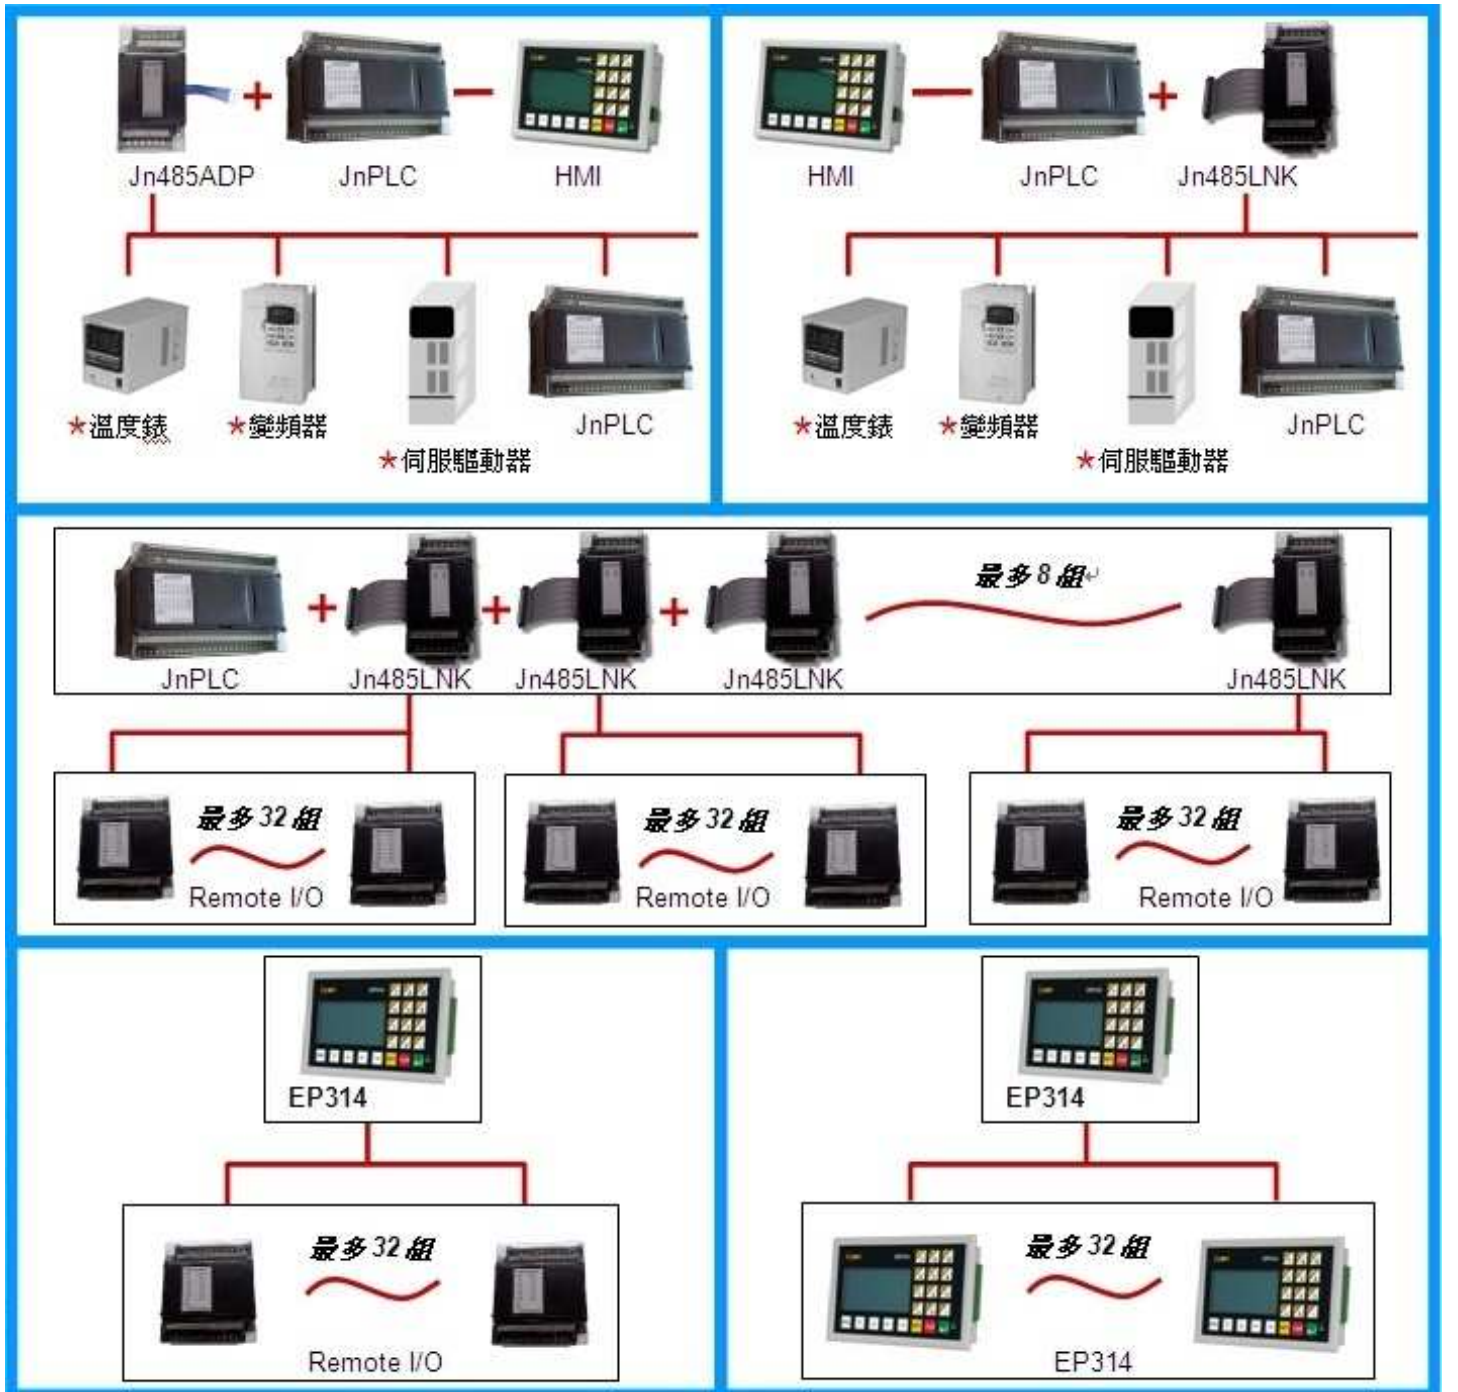 Jn485ADP JnPLC HMI
＊溫度錶 ＊變頻器 JnPLC
＊伺服驅動器
HMI JnPLC Jn485LNK
＊溫度錶 ＊變頻器 JnPLC
＊伺服驅動器
最多8組
JnPLC Jn485LNK Jn485LNK Jn485LNK Jn485LNK
最多32組 最多32組 最多32組
Remote I/O Remote I/O Remote I/O
EP314
最多32組
Remote I/O
EP314
最多32組
EP314